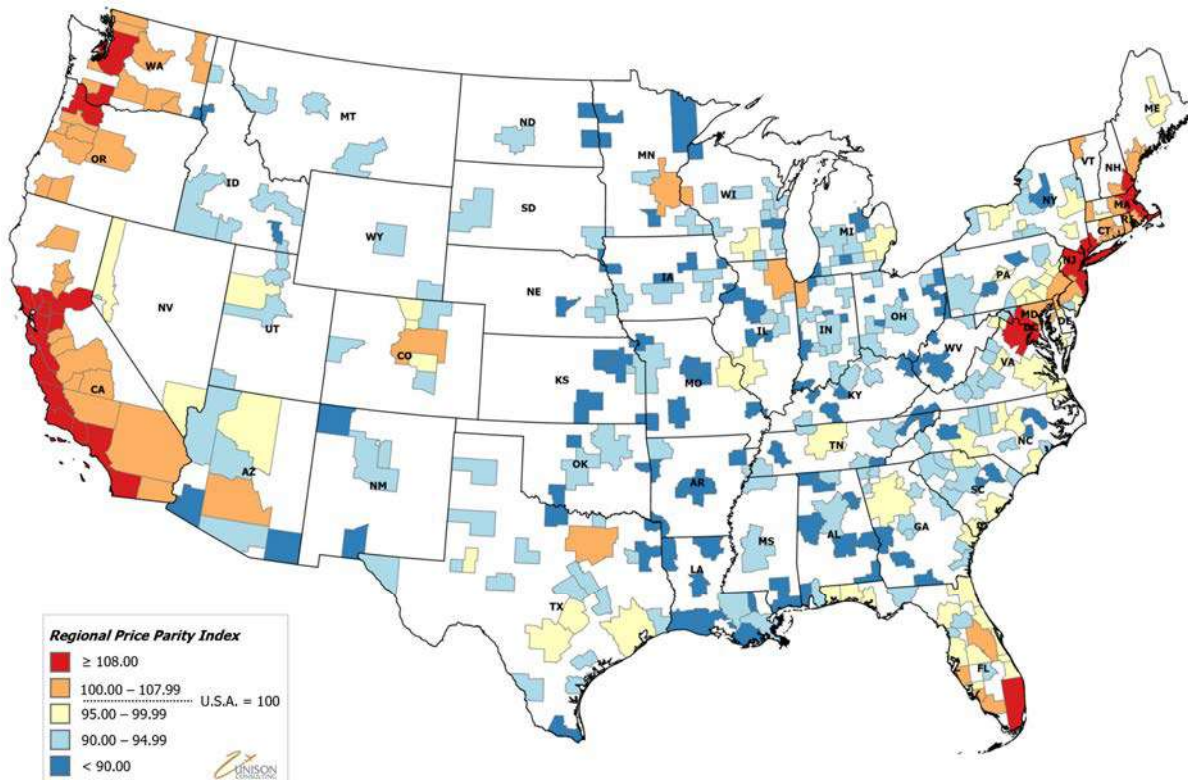 WA
MT
ND
MN
ME
VT
NH
OR
ID
SD
WI
NY
MA
RI
CT
WY
MI
IA
PA
NJ
NE
NV
UT
OH
MD
DE
DC
IL
IN
WV
VA
CO
CA
KS
MO
KY
TN
NC
AZ
NM
OK
AR
SC
MS
AL
GA
LA
TX
FL
Regional Price Parity Index
≥ 108.00
100.00 – 107.99
U.S.A. = 100
95.00 – 99.99
90.00 – 94.99
< 90.00
UNISON
CONSULTING